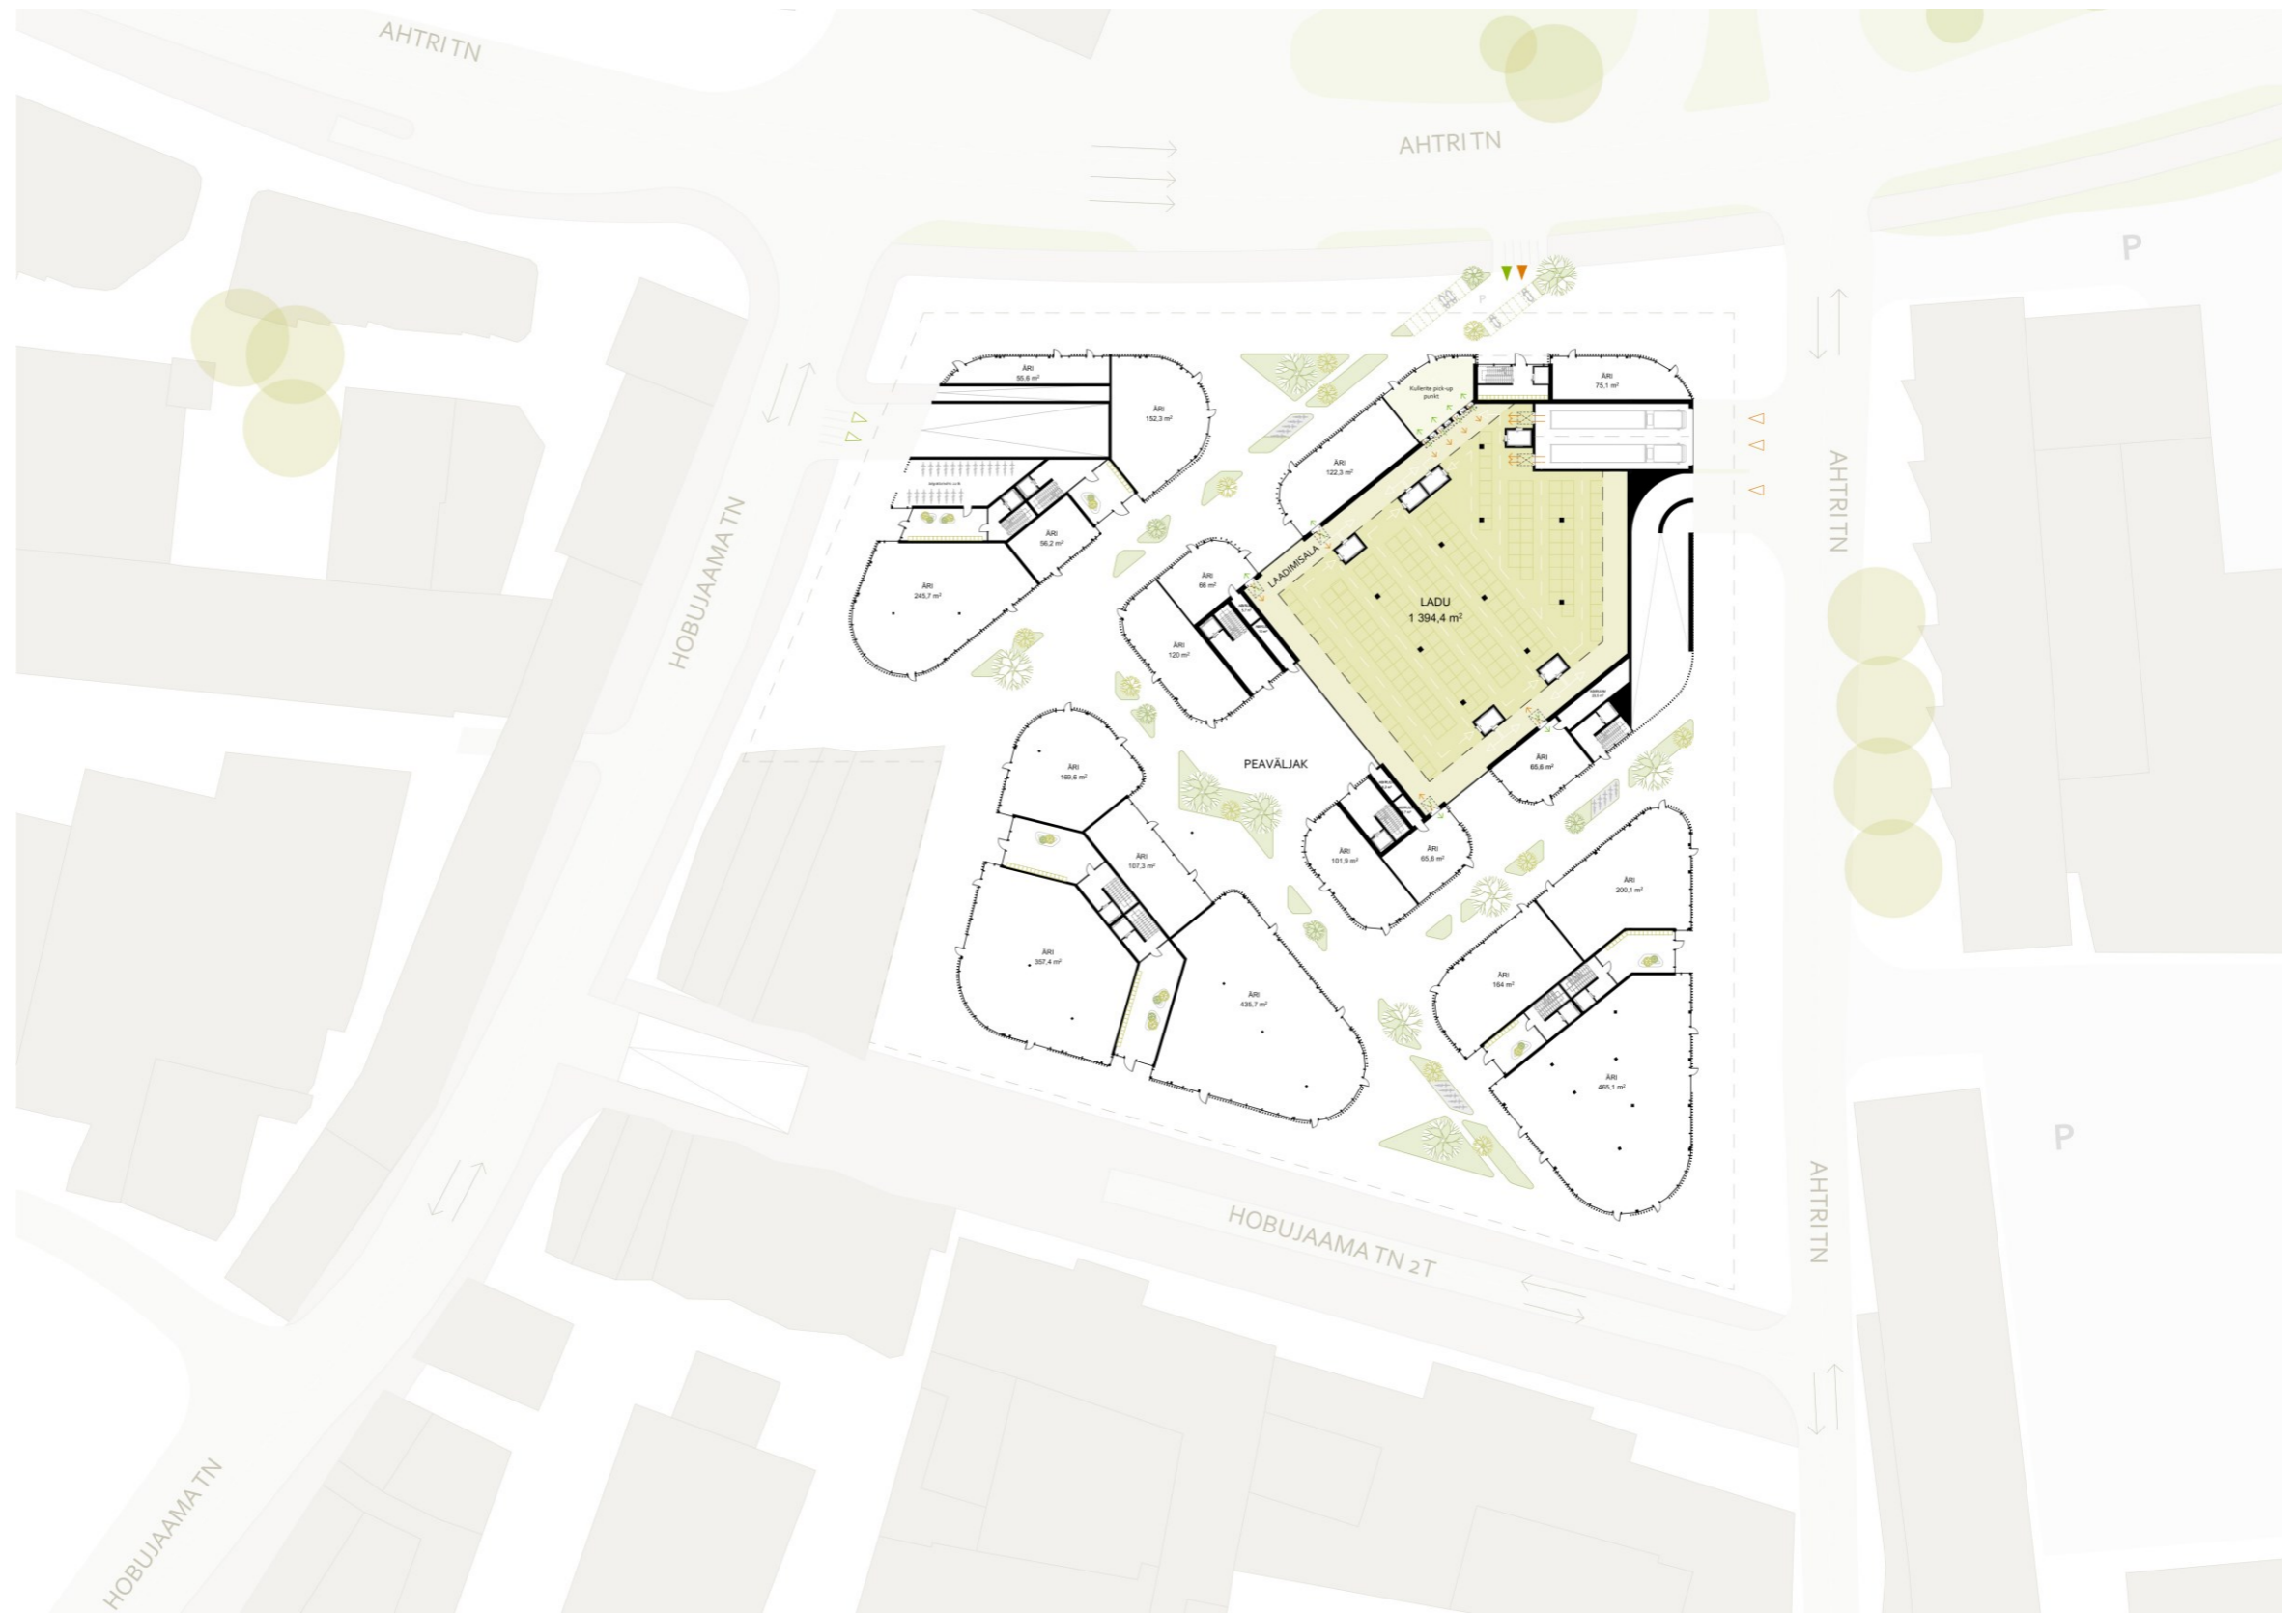 AHTRI TN
AHTRI TN
P
P
ÄRI
55,6 m²
ÄRI
75,1 m²
Kullerite pick-up
punkt
ÄRI
152,3 m²
ÄRI
122,3 m²
HOBUJAAMA TN
AHTRI TN
ÄRI
56,2 m²
ÄRI
245,7 m²
LAADIMISALA
ÄRI
66 m²
LADU
1 394,4 m²
ÄRI
120 m²
PEAVÄLJAK
ÄRI
65,6 m²
ÄRI
169,6 m²
ÄRI
107,3 m²
ÄRI
101,9 m²
ÄRI
65,6 m²
ÄRI
200,1 m²
ÄRI
357,4 m²
ÄRI
435,7 m²
ÄRI
164 m²
ÄRI
465,1 m²
P
AHTRI TN
HOBUJAAMA TN 2T
HOBUJAAMA TN